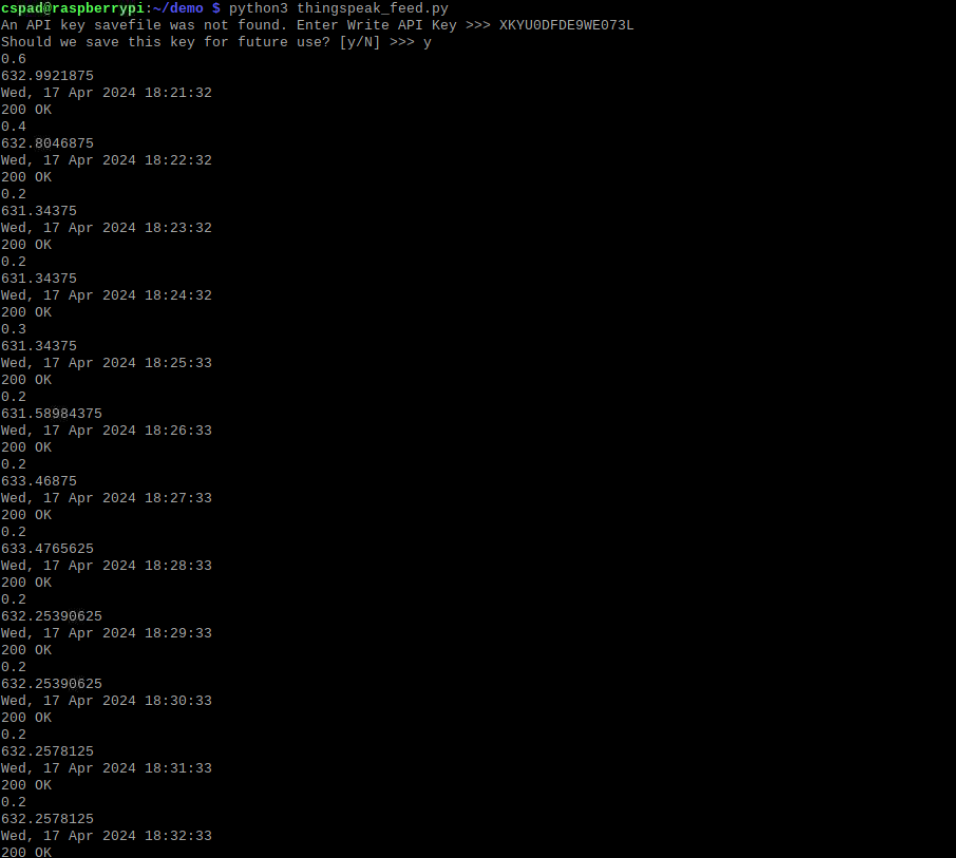 cspad@raspberrypi:~/demo $ python3 thingspeak_feed.py
An API key savefile was not found. Enter Write API Key >>> XKYU0DFDE9WE073L
Should we save this key for future use? [y/N] >>> y
0.6
632.9921875
Wed, 17 Apr 2024 18:21:32
200 OK
0.4
632.8046875
Wed, 17 Apr 2024 18:22:32
200 OK
0.2
631.34375
Wed, 17 Apr 2024 18:23:32
200 OK
0.2
631.34375
Wed, 17 Apr 2024 18:24:32
200 OK
0.3
631.34375
Wed, 17 Apr 2024 18:25:33
200 OK
0.2
631.58984375
Wed, 17 Apr 2024 18:26:33
200 OK
0.2
633.46875
Wed, 17 Apr 2024 18:27:33
200 OK
0.2
633.4765625
Wed, 17 Apr 2024 18:28:33
200 OK
0.2
632.25390625
Wed, 17 Apr 2024 18:29:33
200 OK
0.2
632.25390625
Wed, 17 Apr 2024 18:30:33
200 OK
0.2
632.2578125
Wed, 17 Apr 2024 18:31:33
200 OK
0.2
632.2578125
Wed, 17 Apr 2024 18:32:33
200 OK